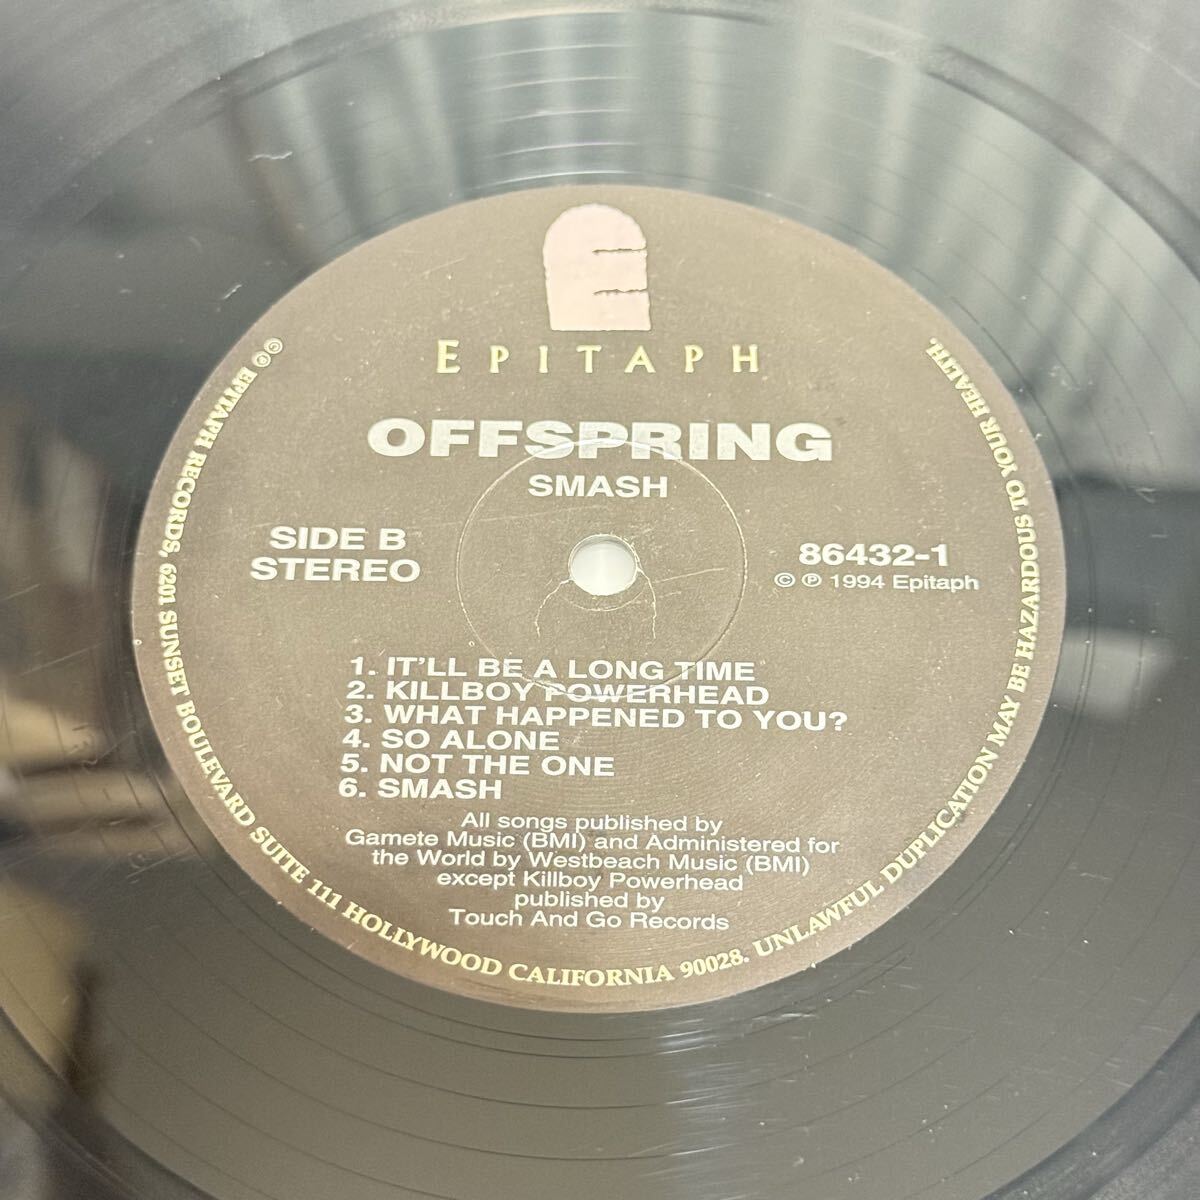 EPITAPH
OFFSPRING
SMASH
SIDE B
STEREO
86432-1
© ℗ 1994 Epitaph
1. IT'LL BE A LONG TIME
2. KILLBOY POWERHEAD
3. WHAT HAPPENED TO YOU?
4. SO ALONE
5. NOT THE ONE
6. SMASH
All songs published by
Gamete Music (BMI) and Administered for
the World by Westbeach Music (BMI)
except Killboy Powerhead
published by
Touch And Go Records
© ℗ EPITAPH RECORDS, 6201 SUNSET BOULEVARD SUITE 111 HOLLYWOOD CALIFORNIA 90028. UNLAWFUL DUPLICATION MAY BE HAZARDOUS TO YOUR HEALTH.